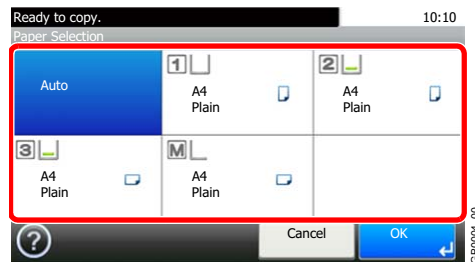 Ready to copy.
10:10
Paper Selection
Auto
1
A4
Plain
2
A4
Plain
3
A4
Plain
M
A4
Plain
?
Cancel
OK